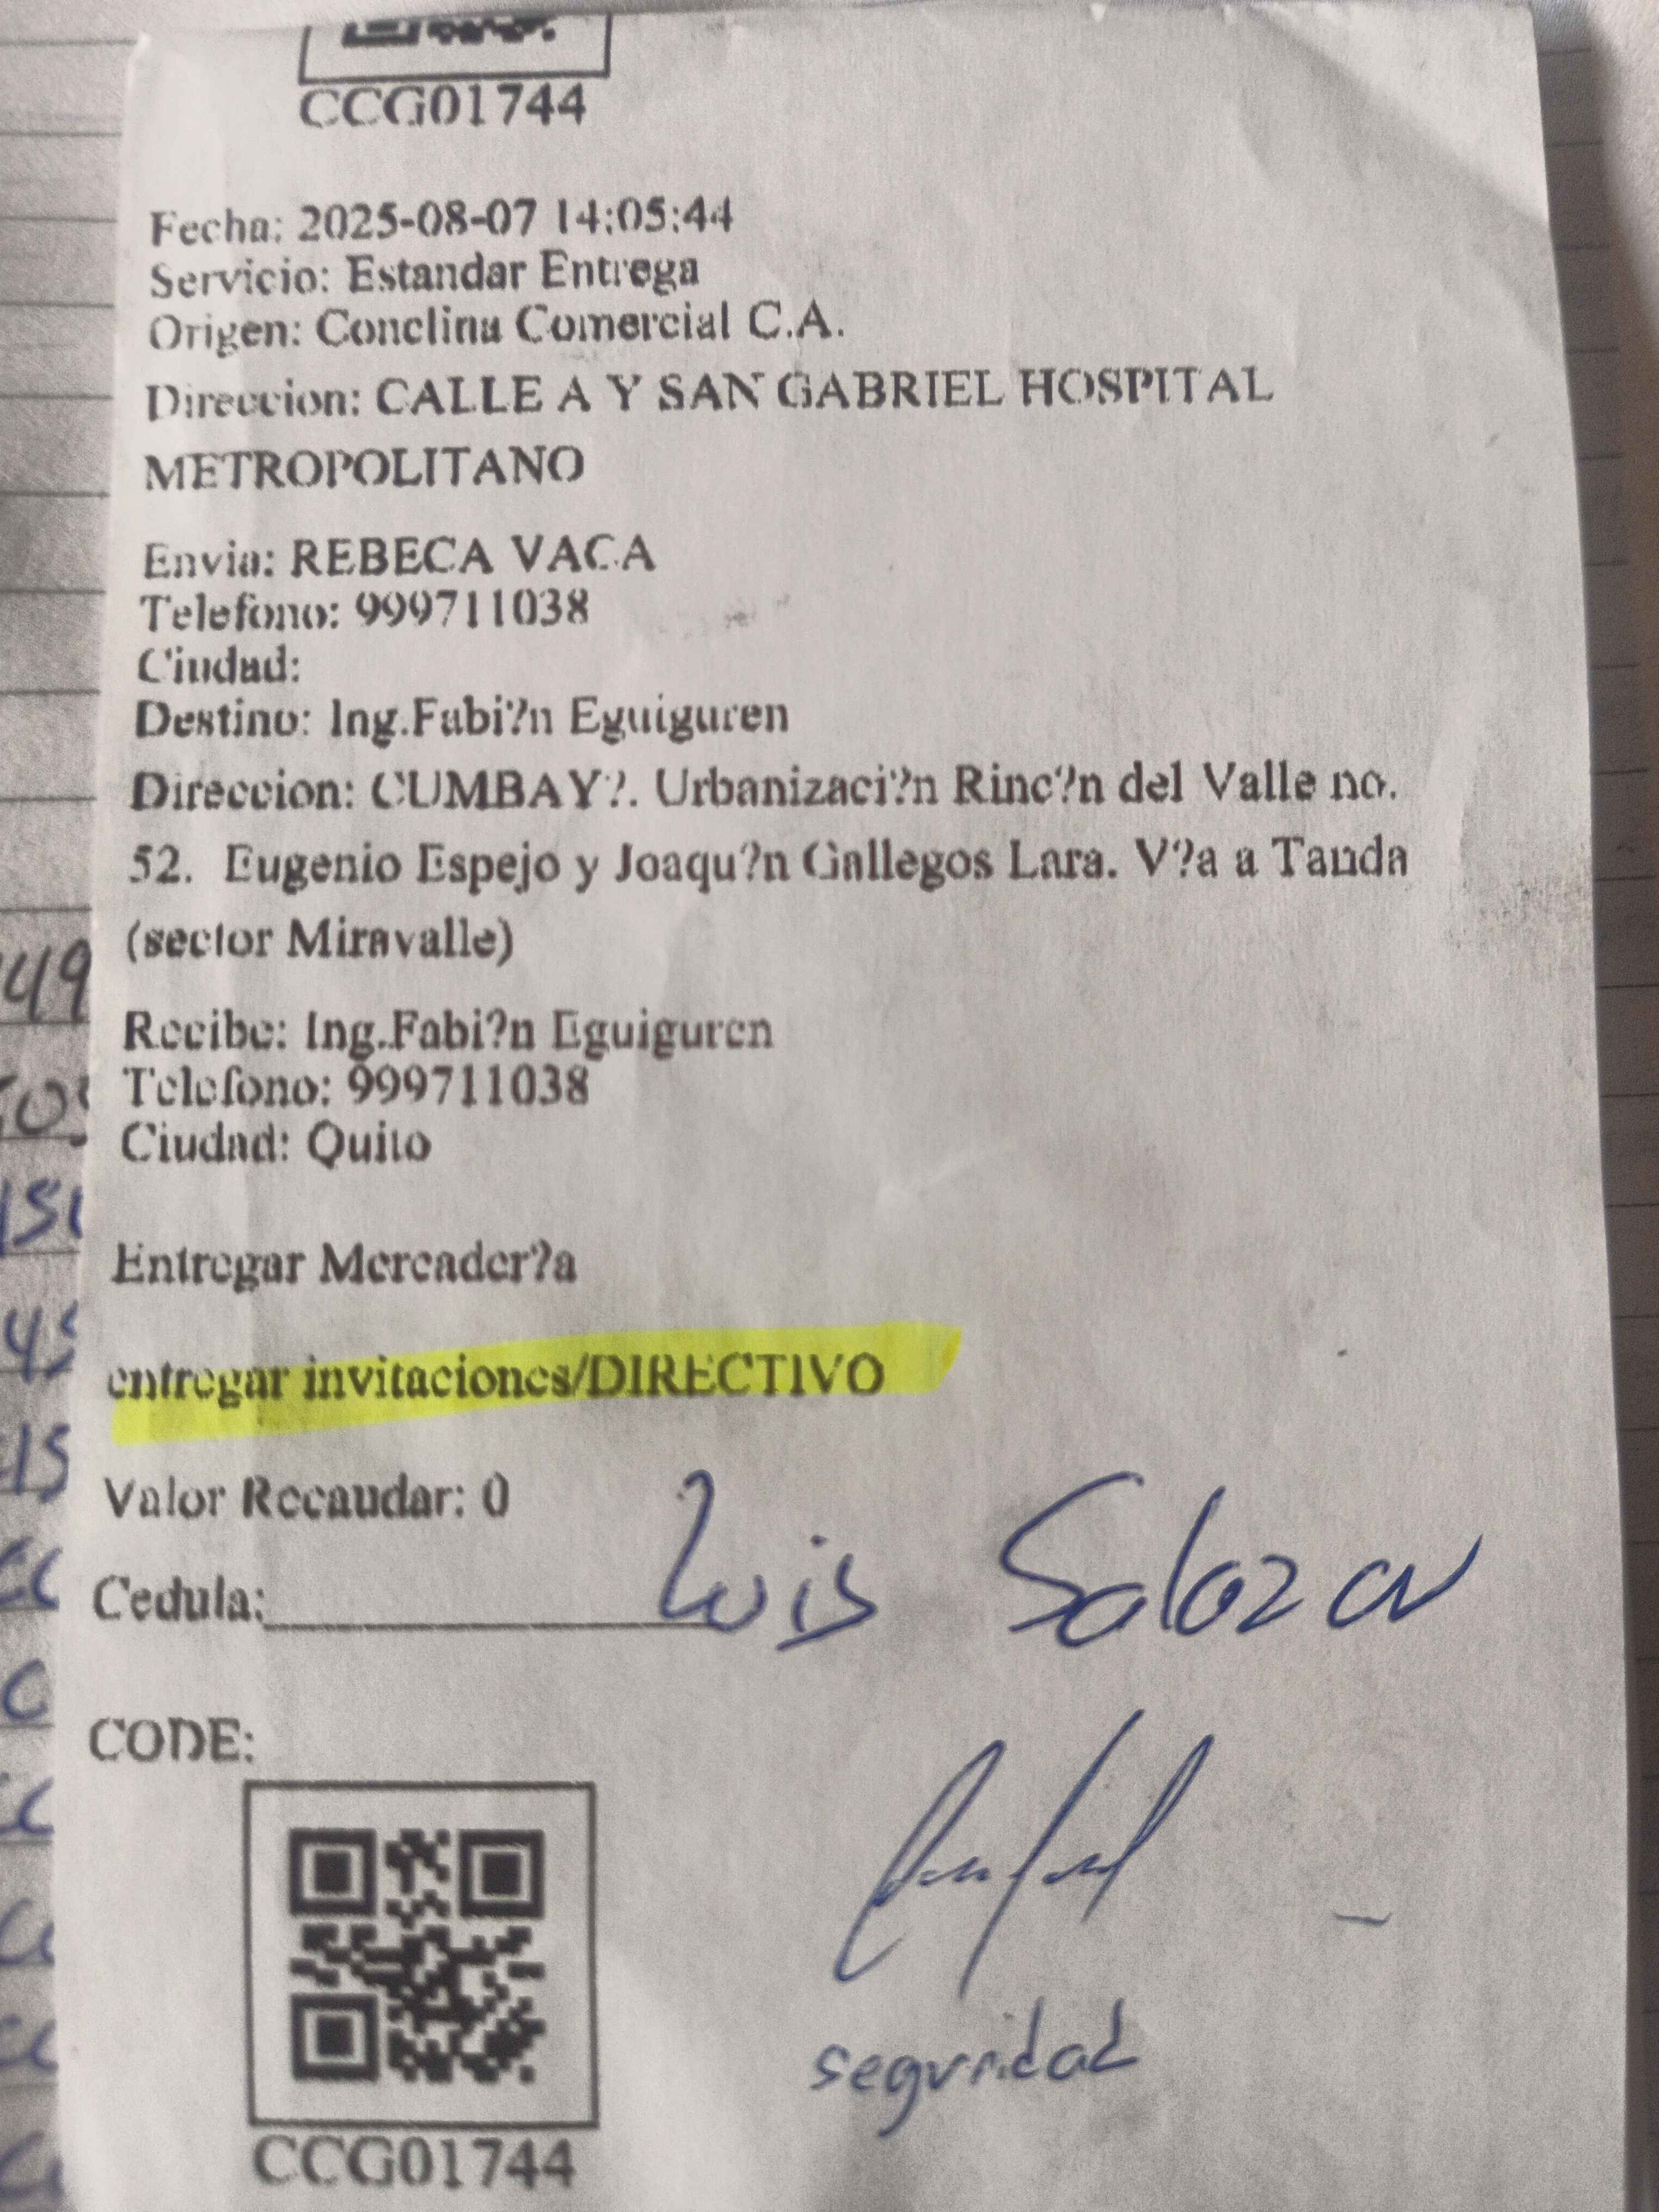 CCG01744
Fecha: 2025-08-07 14:05:44
Servicio: Estandar Entrega
Origen: Conclina Comercial C.A.
Direccion: CALLE A Y SAN GABRIEL HOSPITAL
METROPOLITANO
Envia: REBECA VACA
Telefono: 999711038
Ciudad:
Destino: Ing.Fabi?n Eguiguren
Direccion: CUMBAY?. Urbanizaci?n Rinc?n del Valle no.
52. Eugenio Espejo y Joaqu?n Gallegos Lara. V?a a Tanda
(sector Miravalle)
Recibe: Ing.Fabi?n Eguiguren
Telefono: 999711038
Ciudad: Quito
Entregar Mercader?a
entregar invitaciones/DIRECTIVO
Valor Recaudar: 0
Cedula: Luis Salazar
CODE:
seguridad
CCG01744